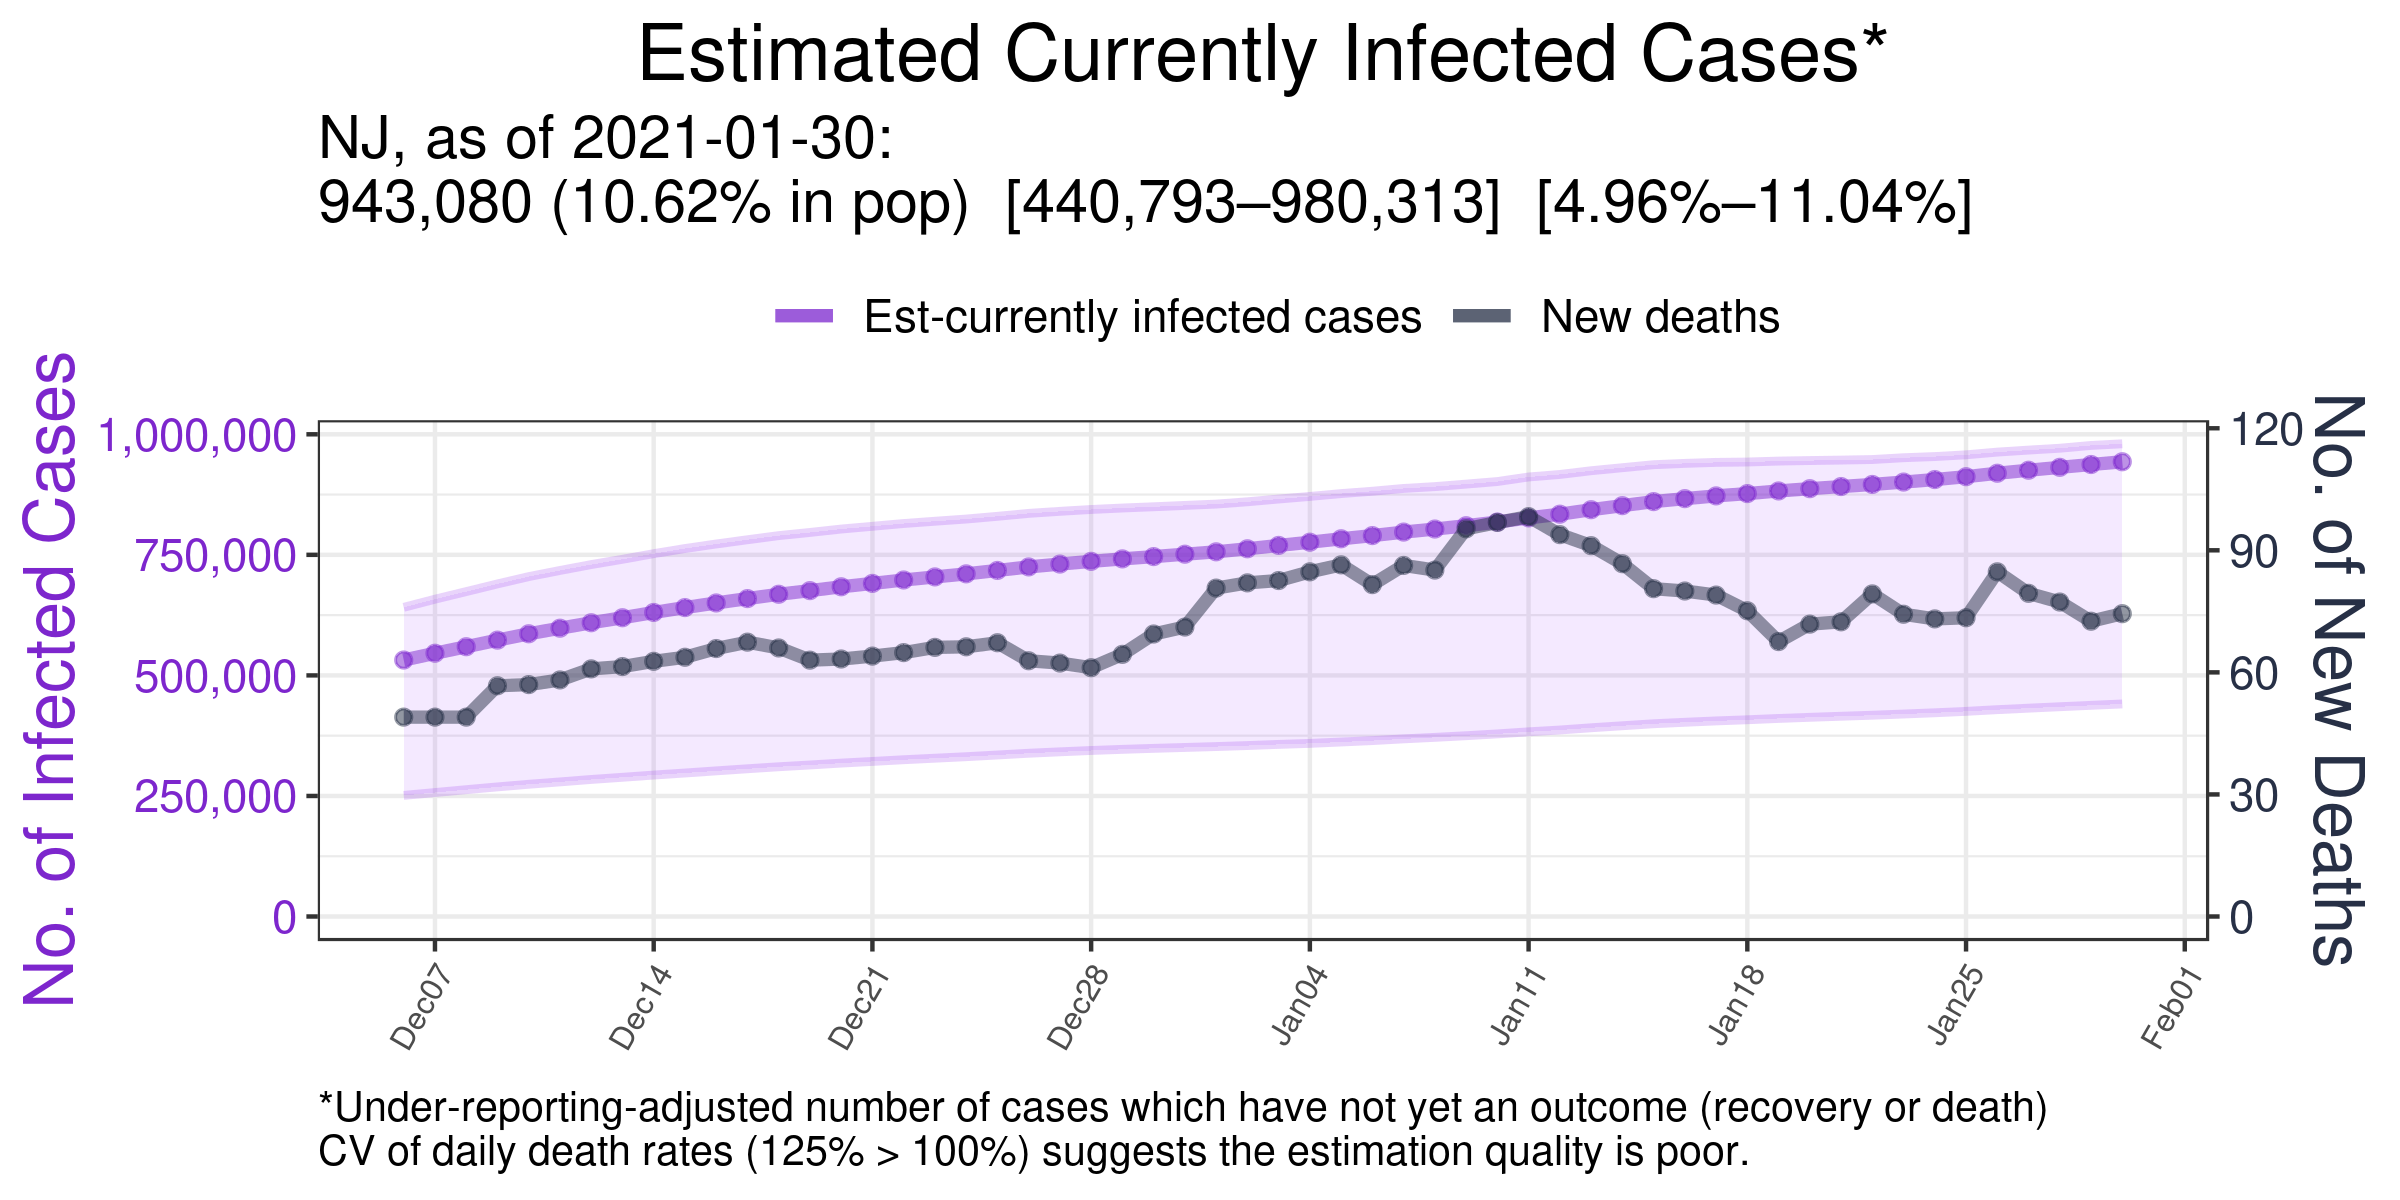 Estimated Currently Infected Cases*
NJ, as of 2021-01-30:
943,080 (10.62% in pop)  [440,793–980,313]  [4.96%–11.04%]
Est-currently infected cases
New deaths
No. of Infected Cases
1,000,000
750,000
500,000
250,000
0
120
90
60
30
0
No. of New Deaths
Dec07
Dec14
Dec21
Dec28
Jan04
Jan11
Jan18
Jan25
Feb01
*Under-reporting-adjusted number of cases which have not yet an outcome (recovery or death)
CV of daily death rates (125% > 100%) suggests the estimation quality is poor.